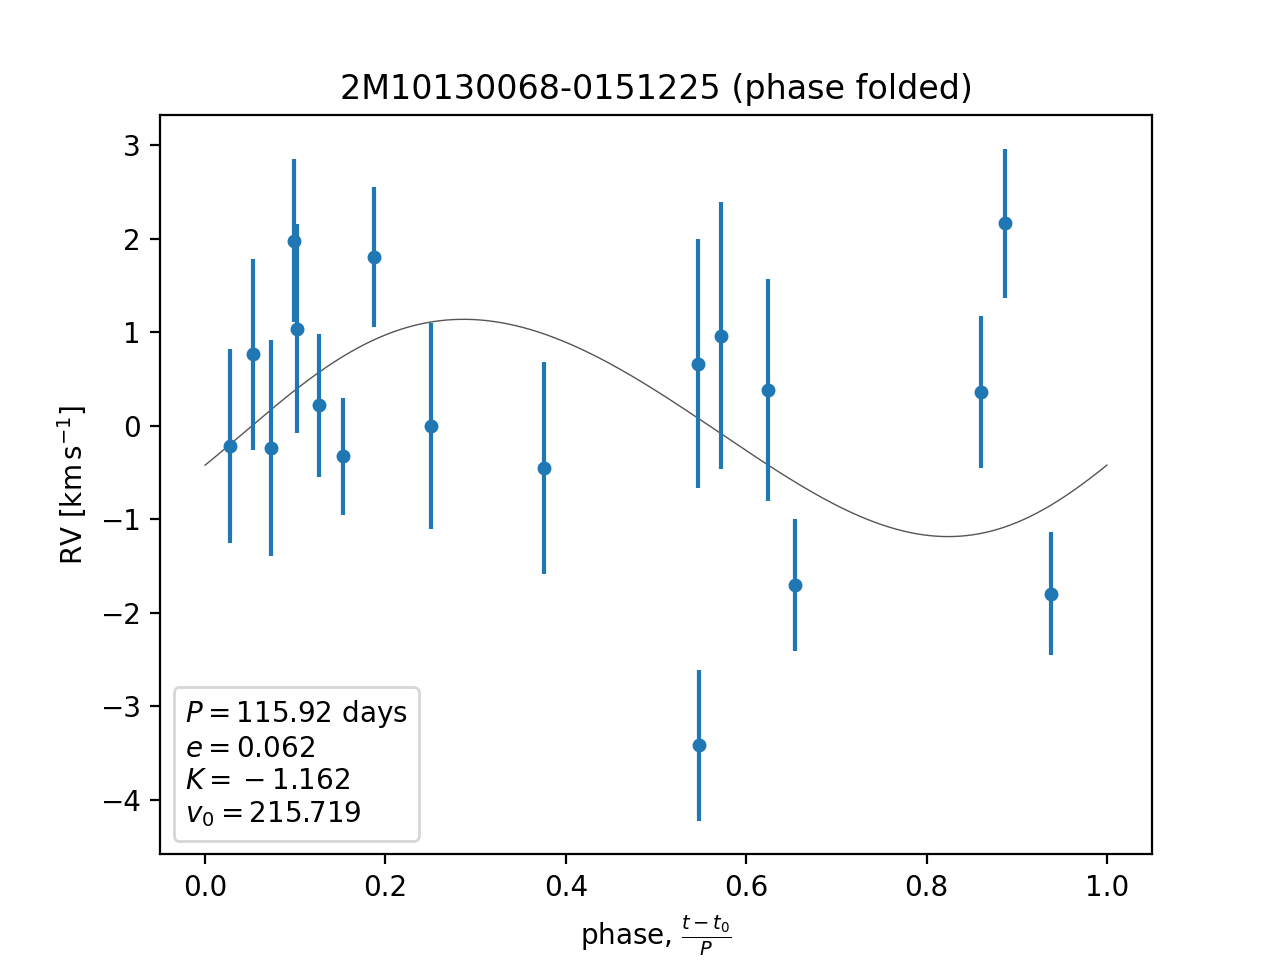 2M10130068-0151225 (phase folded)
3
2
1
0
−1
−2
−3
−4
RV [km s⁻¹]
P = 115.92 days
e = 0.062
K = −1.162
v₀ = 215.719
0.0 0.2 0.4 0.6 0.8 1.0
phase, (t − t₀)/P